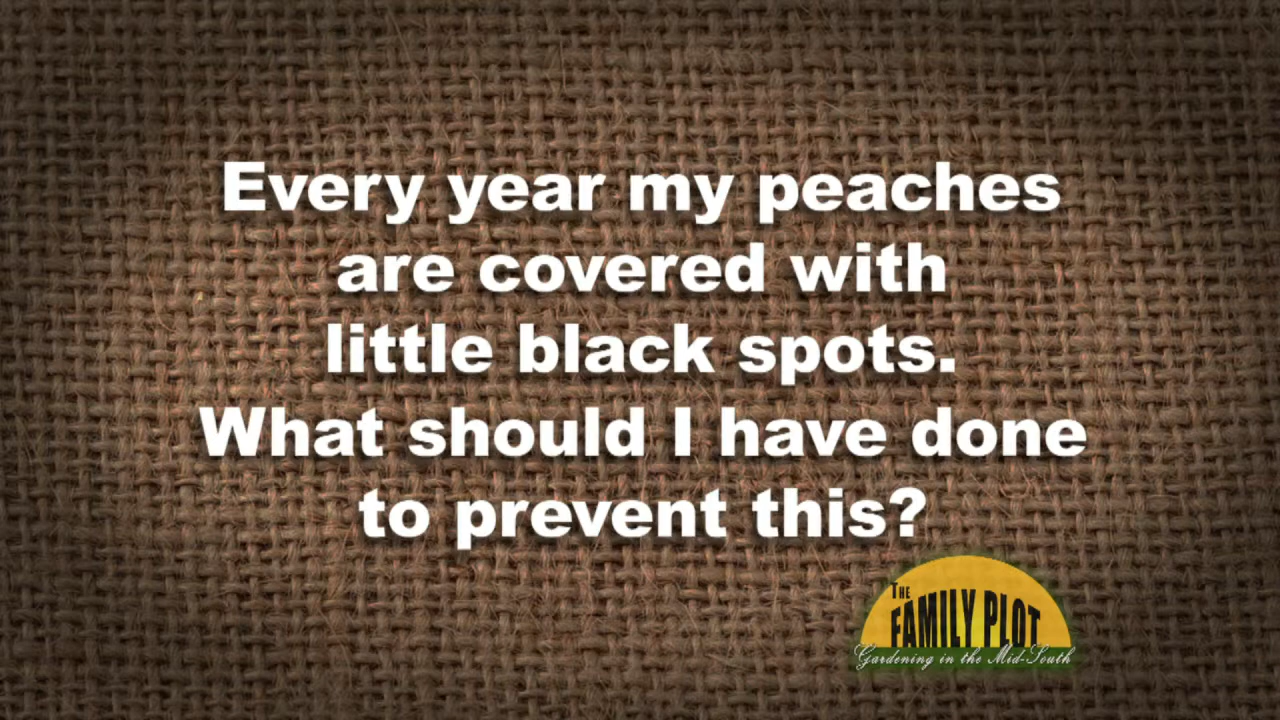 Every year my peaches
are covered with
little black spots.
What should I have done
to prevent this?
THE
FAMILY PLOT
Gardening in the Mid-South